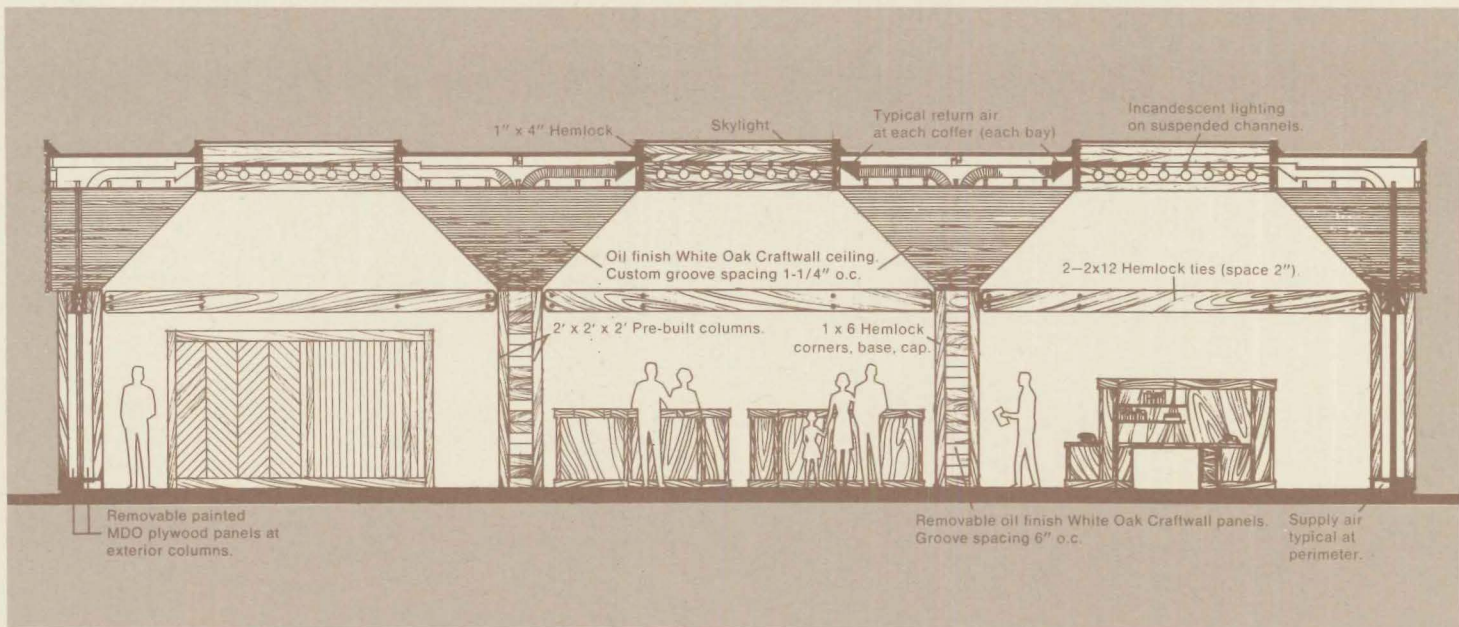 1" x 4" Hemlock
Skylight
Typical return air
at each coffer (each bay)
Incandescent lighting
on suspended channels.
Oil finish White Oak Craftwall ceiling.
Custom groove spacing 1-1/4" o.c.
2—2x12 Hemlock ties (space 2").
2' x 2' x 2' Pre-built columns.
1 x 6 Hemlock
corners, base, cap.
Removable painted
MDO plywood panels at
exterior columns.
Removable oil finish White Oak Craftwall panels.
Groove spacing 6" o.c.
Supply air
typical at
perimeter.